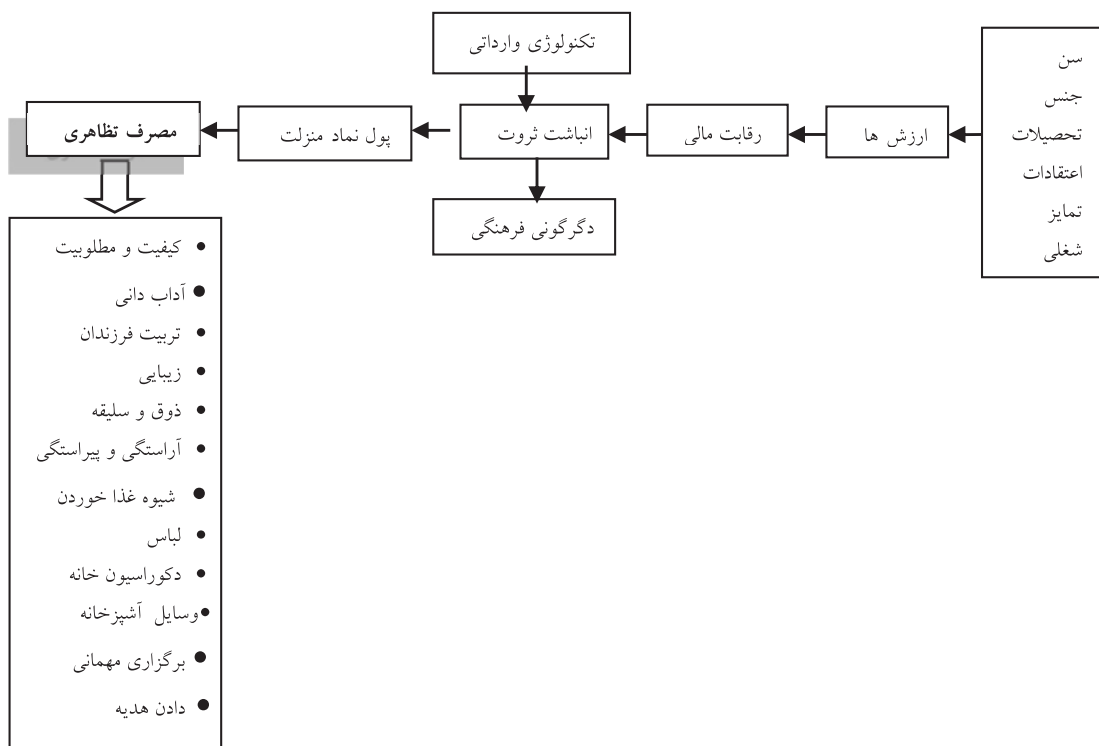 تکنولوژی وارداتی
سن
جنس
تحصیلات
اعتقادات
تمایز
شغلی
ارزش ها
رقابت مالی
انباشت ثروت
پول نماد منزلت
مصرف تظاهری
دگرگونی فرهنگی
• کیفیت و مطلوبیت
• آداب دانی
• تربیت فرزندان
• زیبایی
• ذوق و سلیقه
• آراستگی و پیراستگی
• شیوه غذا خوردن
• لباس
• دکوراسیون خانه
• وسایل آشپزخانه
• برگزاری مهمانی
• دادن هدیه